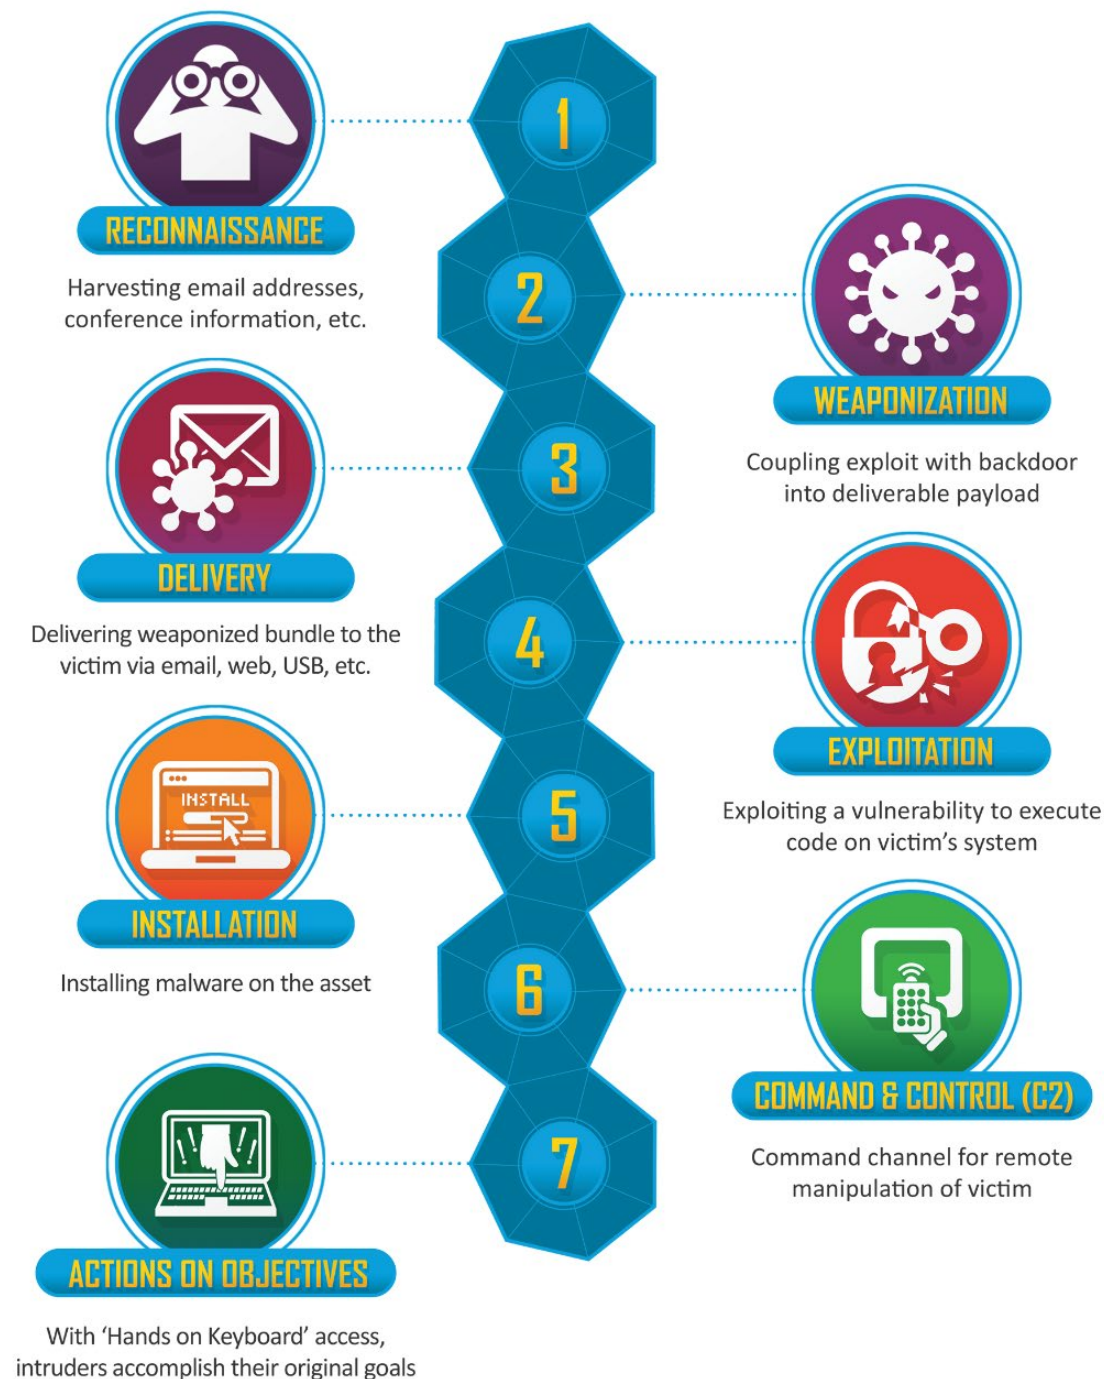 1
RECONNAISSANCE
Harvesting email addresses,
conference information, etc.
2
WEAPONIZATION
Coupling exploit with backdoor
into deliverable payload
3
DELIVERY
Delivering weaponized bundle to the
victim via email, web, USB, etc.
4
EXPLOITATION
Exploiting a vulnerability to execute
code on victim’s system
5
INSTALL
INSTALLATION
Installing malware on the asset
6
COMMAND & CONTROL (C2)
Command channel for remote
manipulation of victim
7
ACTIONS ON OBJECTIVES
With ‘Hands on Keyboard’ access,
intruders accomplish their original goals